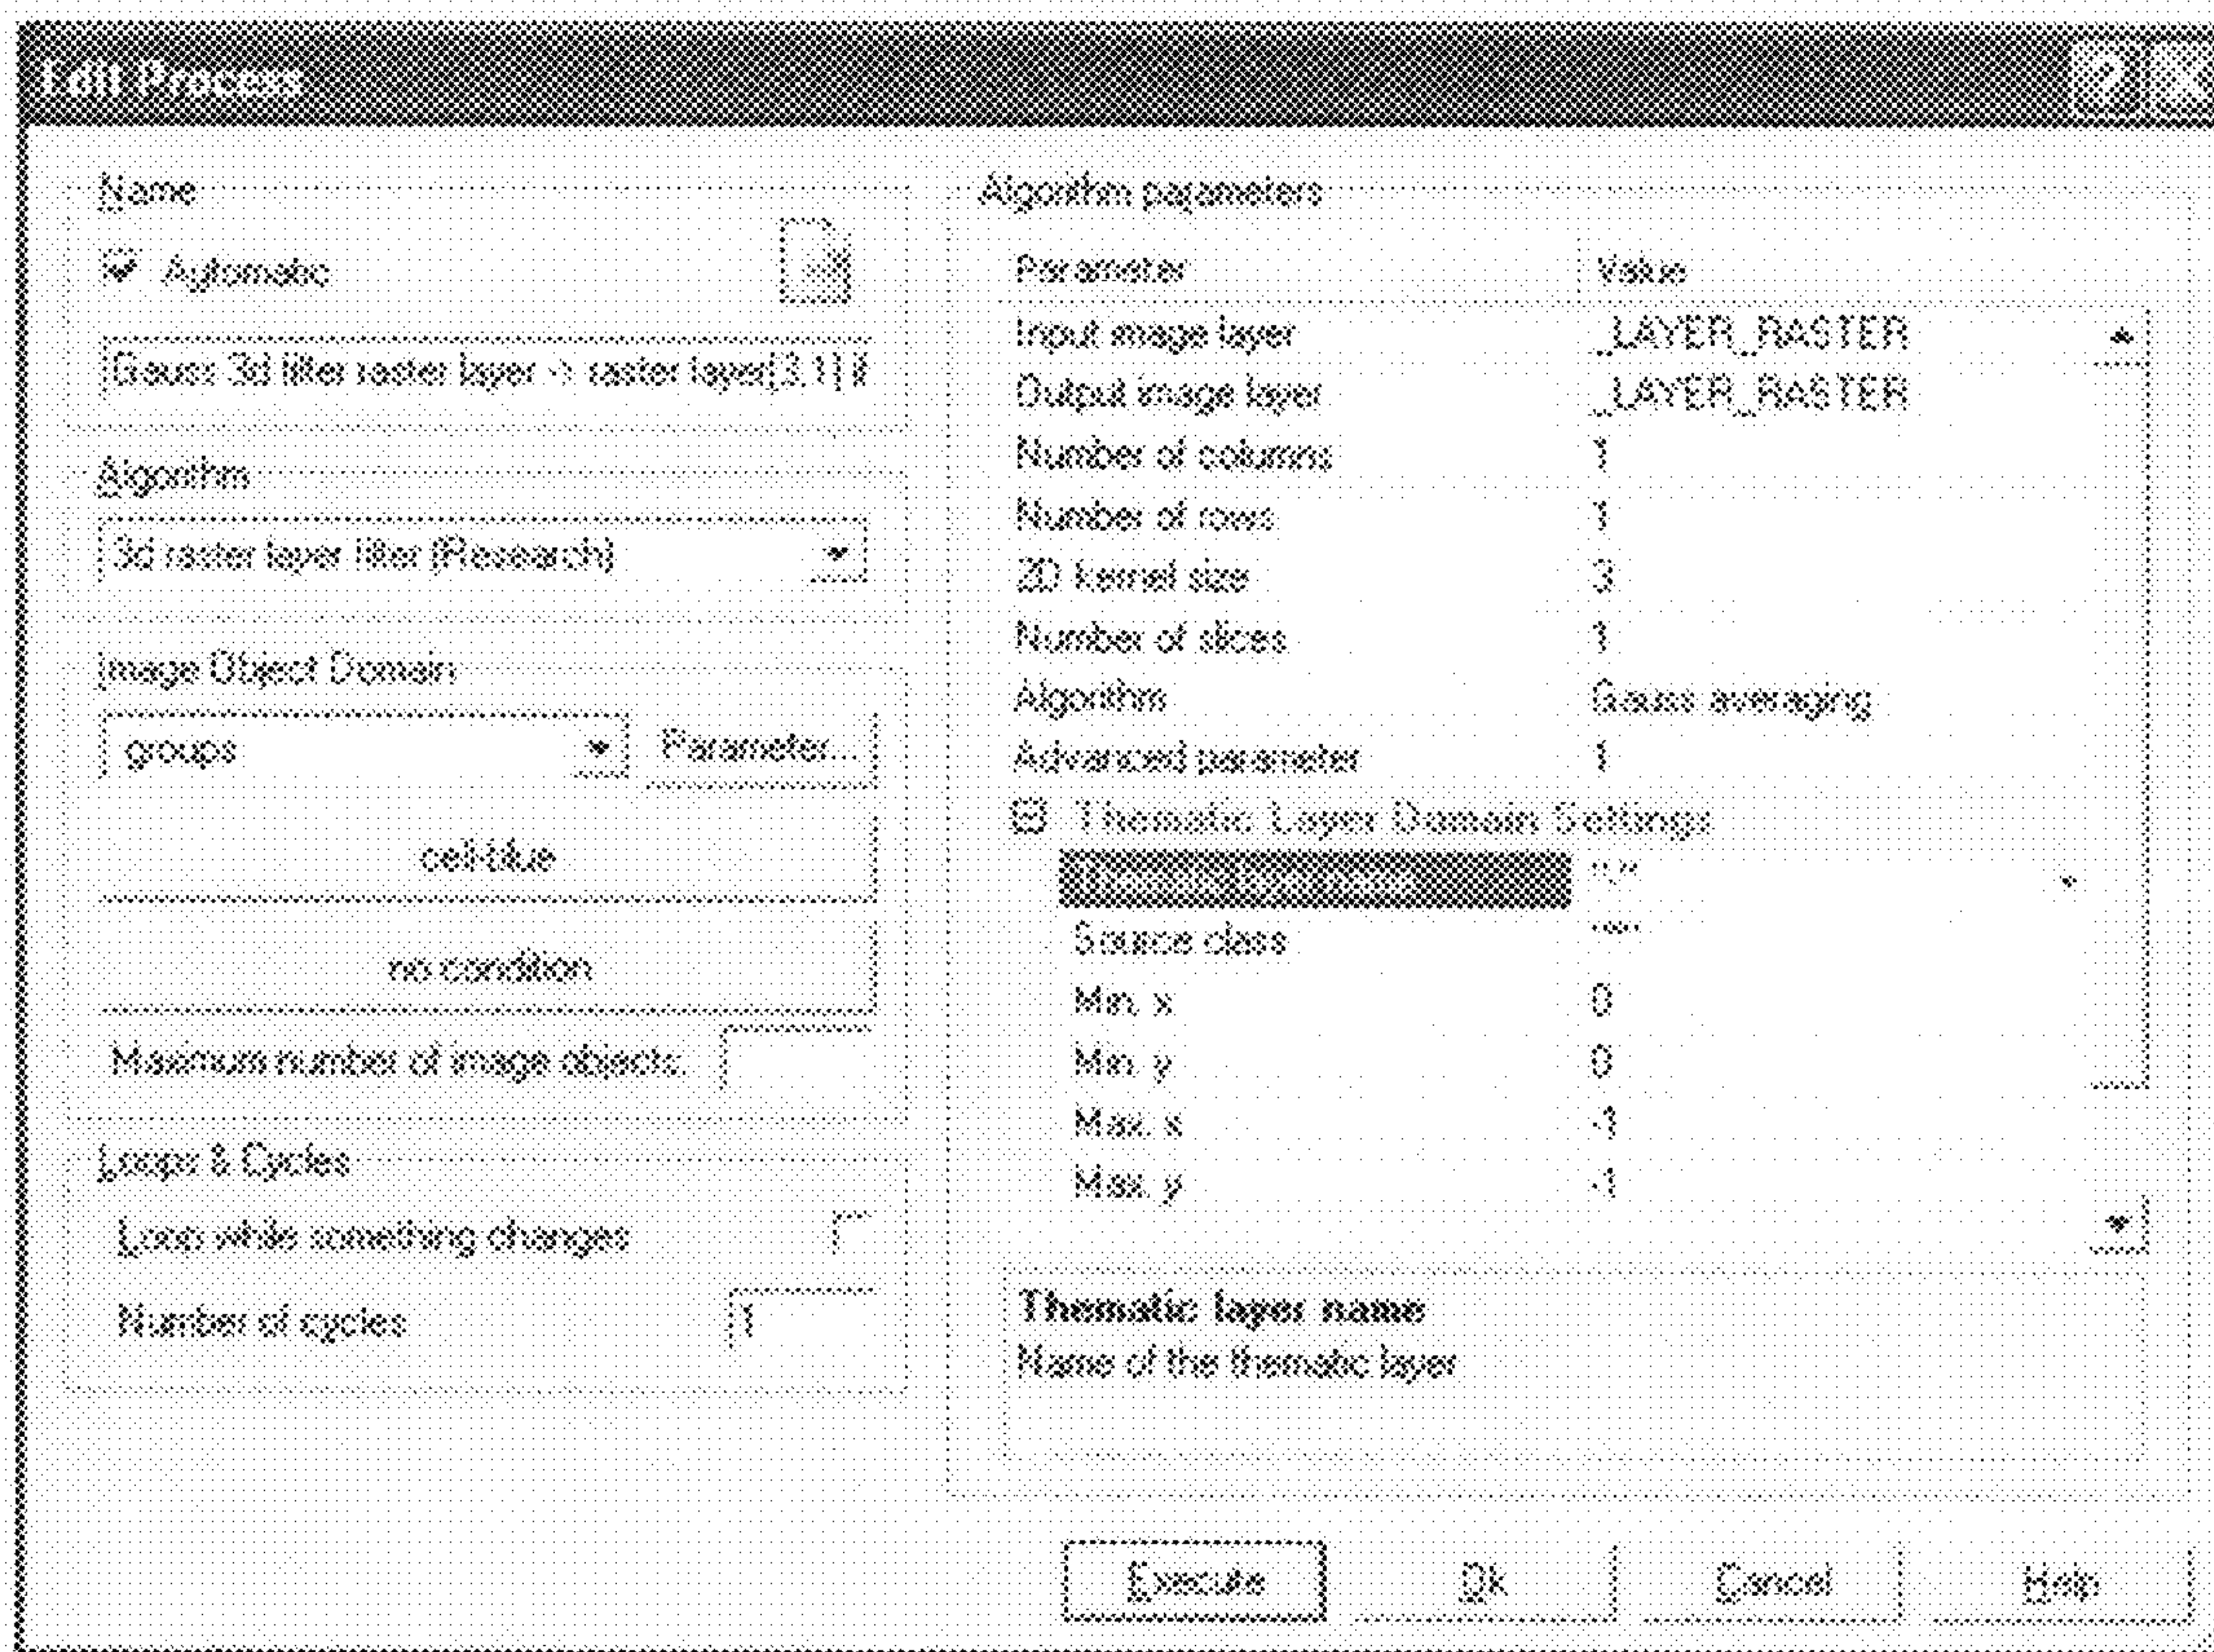 Edit Process
Name
Automatic
Gauss 3d filter raster layer -> raster layer[3,1] if
Algorithm
3d raster layer filter [Research]
Image Object Domain
groups
Parameter...
cell-blue
no condition
Maximum number of image objects
Loops & Cycles
Loop while something changes
Number of cycles 1
Algorithm parameters
Parameter Value
Input image layer _LAYER_RASTER
Output image layer _LAYER_RASTER
Number of columns 1
Number of rows 1
2D kernel size 3
Number of slices 1
Algorithm Gauss averaging
Advanced parameter 1
Thematic Layer Domain Settings
Source class ""
Min. x 0
Min. y 0
Max. x -1
Max. y -1
Thematic layer name
Name of the thematic layer
Execute Ok Cancel Help